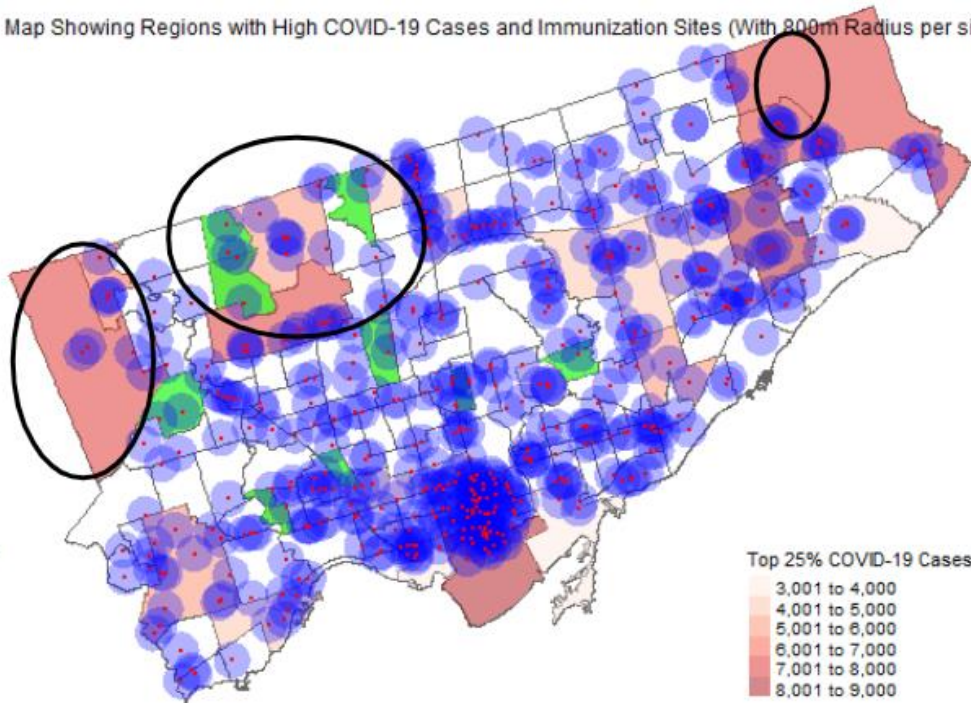 Map Showing Regions with High COVID-19 Cases and Immunization Sites (With 800m Radius per si
Top 25% COVID-19 Cases
3,001 to 4,000
4,001 to 5,000
5,001 to 6,000
6,001 to 7,000
7,001 to 8,000
8,001 to 9,000